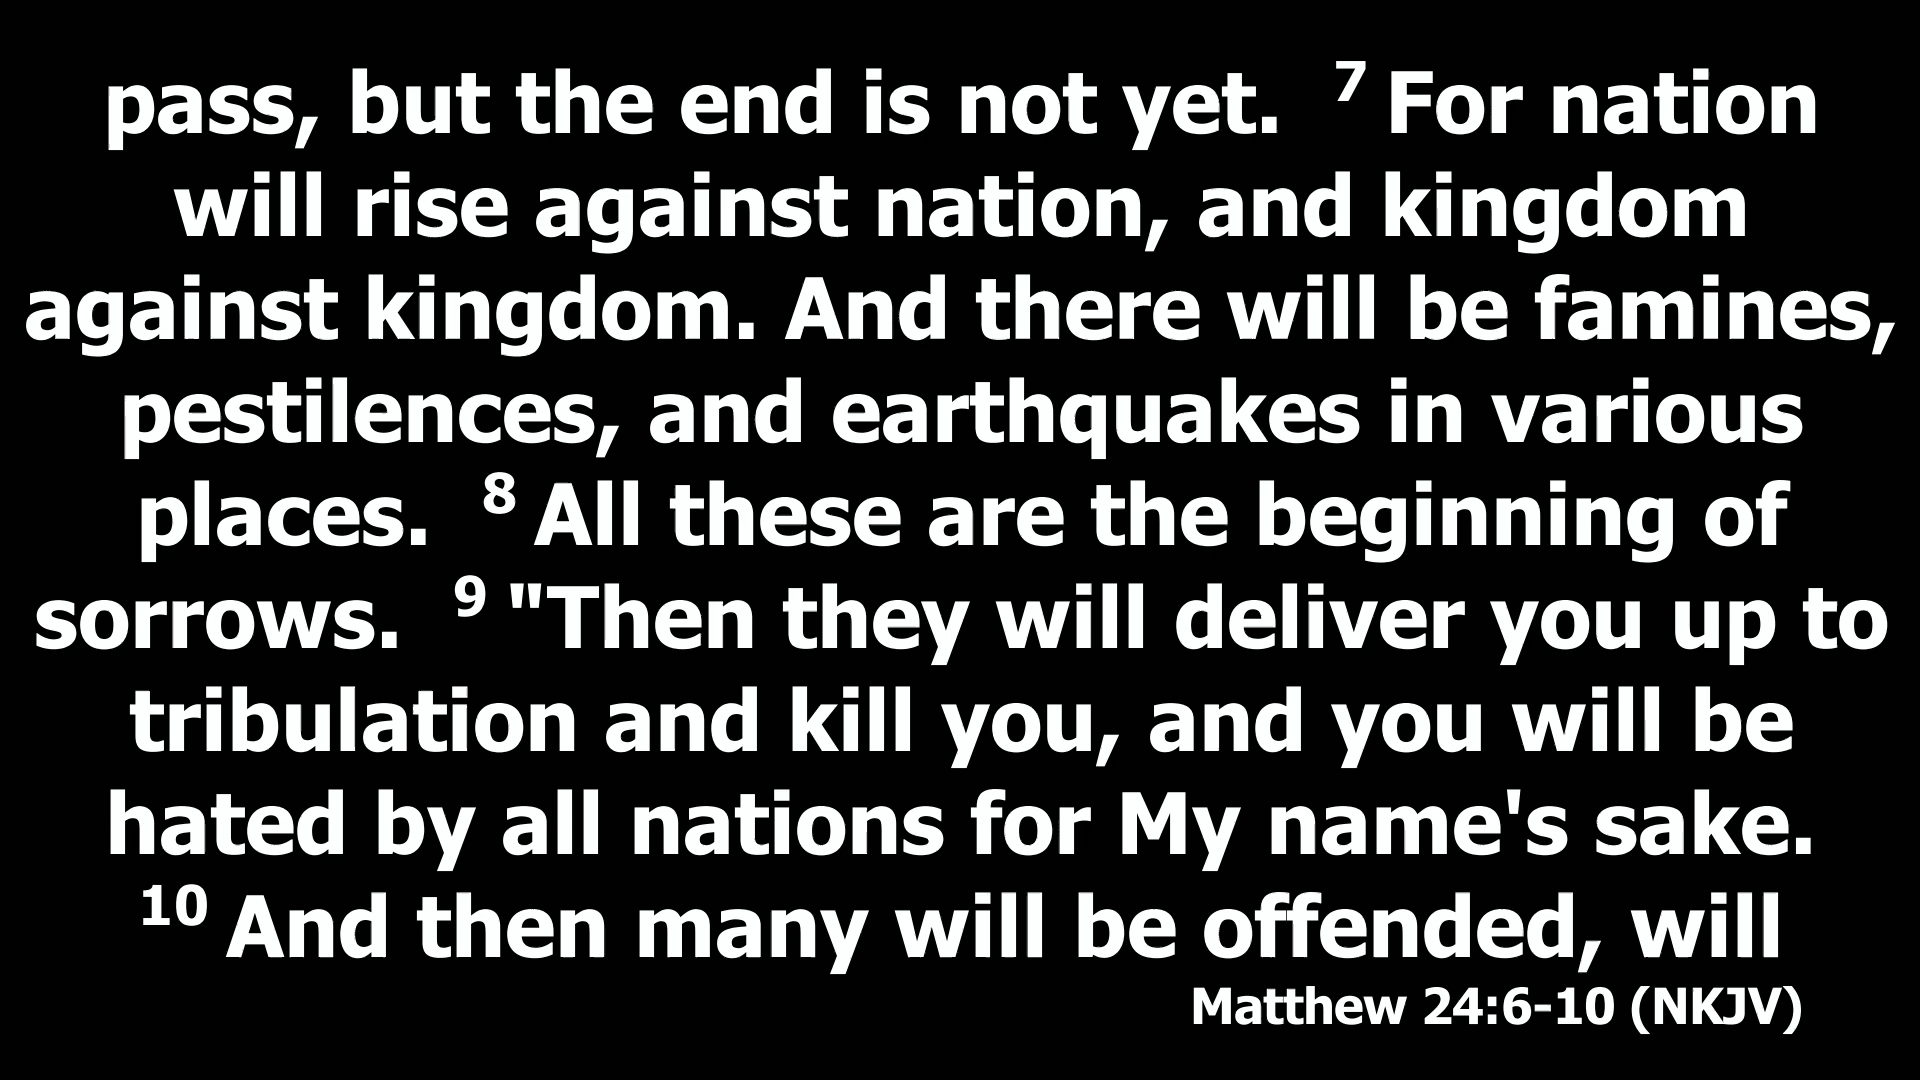 pass, but the end is not yet. 7 For nation
will rise against nation, and kingdom
against kingdom. And there will be famines,
pestilences, and earthquakes in various
places. 8 All these are the beginning of
sorrows. 9 "Then they will deliver you up to
tribulation and kill you, and you will be
hated by all nations for My name's sake.
10 And then many will be offended, will
Matthew 24:6-10 (NKJV)